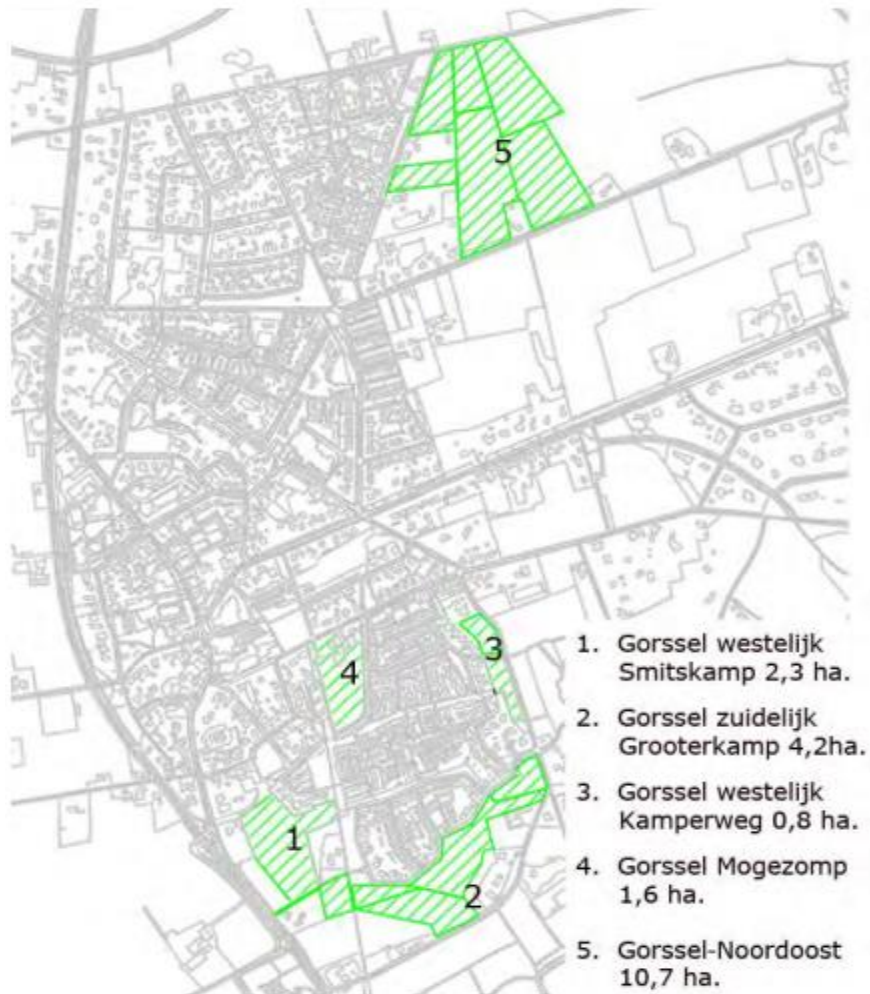 5
4
3
1
2
1. Gorssel westelijk
Smitskamp 2,3 ha.
2. Gorssel zuidelijk
Grooterkamp 4,2ha.
3. Gorssel westelijk
Kamperweg 0,8 ha.
4. Gorssel Mogezomp
1,6 ha.
5. Gorssel-Noordoost
10,7 ha.